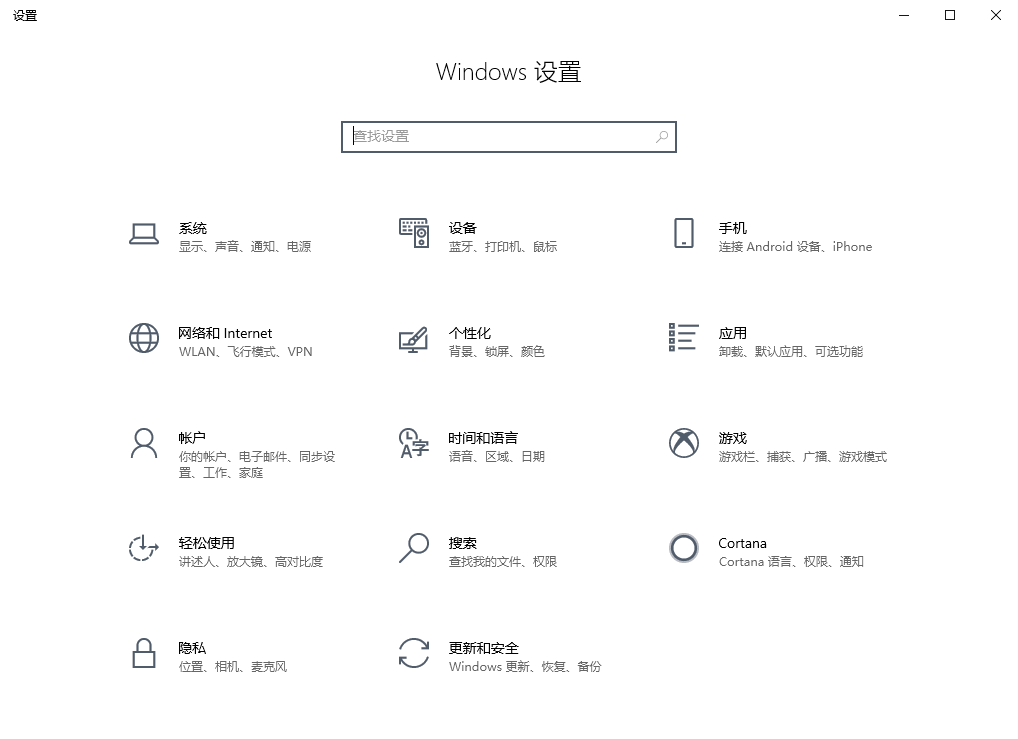 设置
Windows 设置
查找设置
系统
显示、声音、通知、电源
设备
蓝牙、打印机、鼠标
手机
连接 Android 设备、iPhone
网络和 Internet
WLAN、飞行模式、VPN
个性化
背景、锁屏、颜色
应用
卸载、默认应用、可选功能
帐户
你的帐户、电子邮件、同步设
置、工作、家庭
时间和语言
语音、区域、日期
游戏
游戏栏、捕获、广播、游戏模式
轻松使用
讲述人、放大镜、高对比度
搜索
查找我的文件、权限
Cortana
Cortana 语言、权限、通知
隐私
位置、相机、麦克风
更新和安全
Windows 更新、恢复、备份